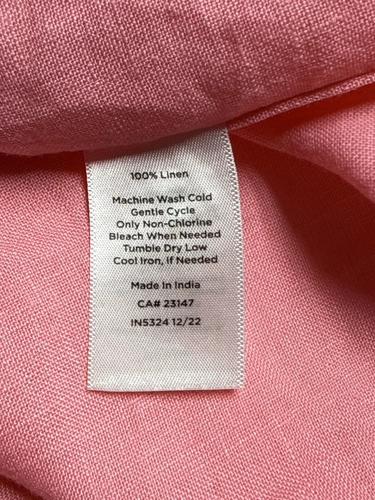 100% Linen
Machine Wash Cold
Gentle Cycle
Only Non-Chlorine
Bleach When Needed
Tumble Dry Low
Cool Iron, if Needed
Made in India
CA# 23147
IN5324 12/22